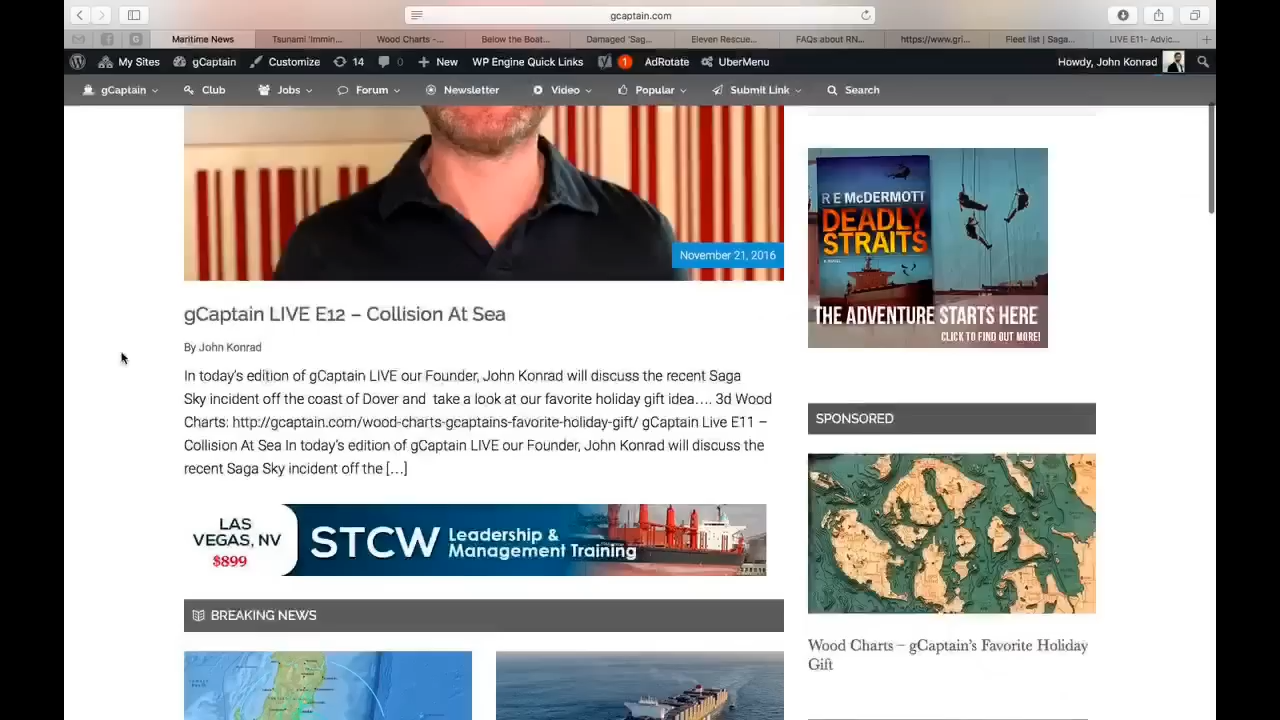 gcaptain.com
Maritime News
Tsunami 'Immin...
Wood Charts -...
Below the Boat...
Damaged 'Sag...
Eleven Rescue...
FAQs about RN...
https://www.gri...
Fleet list | Saga...
LIVE E11- Advic...
My Sites
gCaptain
Customize
14
0
New
WP Engine Quick Links
1
AdRotate
UberMenu
Howdy, John Konrad
gCaptain
Club
Jobs
Forum
Newsletter
Video
Popular
Submit Link
Search
November 21, 2016
gCaptain LIVE E12 – Collision At Sea
By John Konrad
In today's edition of gCaptain LIVE our Founder, John Konrad will discuss the recent Saga
Sky incident off the coast of Dover and take a look at our favorite holiday gift idea…. 3d Wood
Charts: http://gcaptain.com/wood-charts-gcaptains-favorite-holiday-gift/ gCaptain Live E11 –
Collision At Sea In today's edition of gCaptain LIVE our Founder, John Konrad will discuss the
recent Saga Sky incident off the […]
LAS
VEGAS, NV
$899
STCW
Leadership &
Management Training
BREAKING NEWS
R E McDERMOTT
DEADLY
STRAITS
THE ADVENTURE STARTS HERE
CLICK TO FIND OUT MORE!
SPONSORED
Wood Charts – gCaptain's Favorite Holiday
Gift